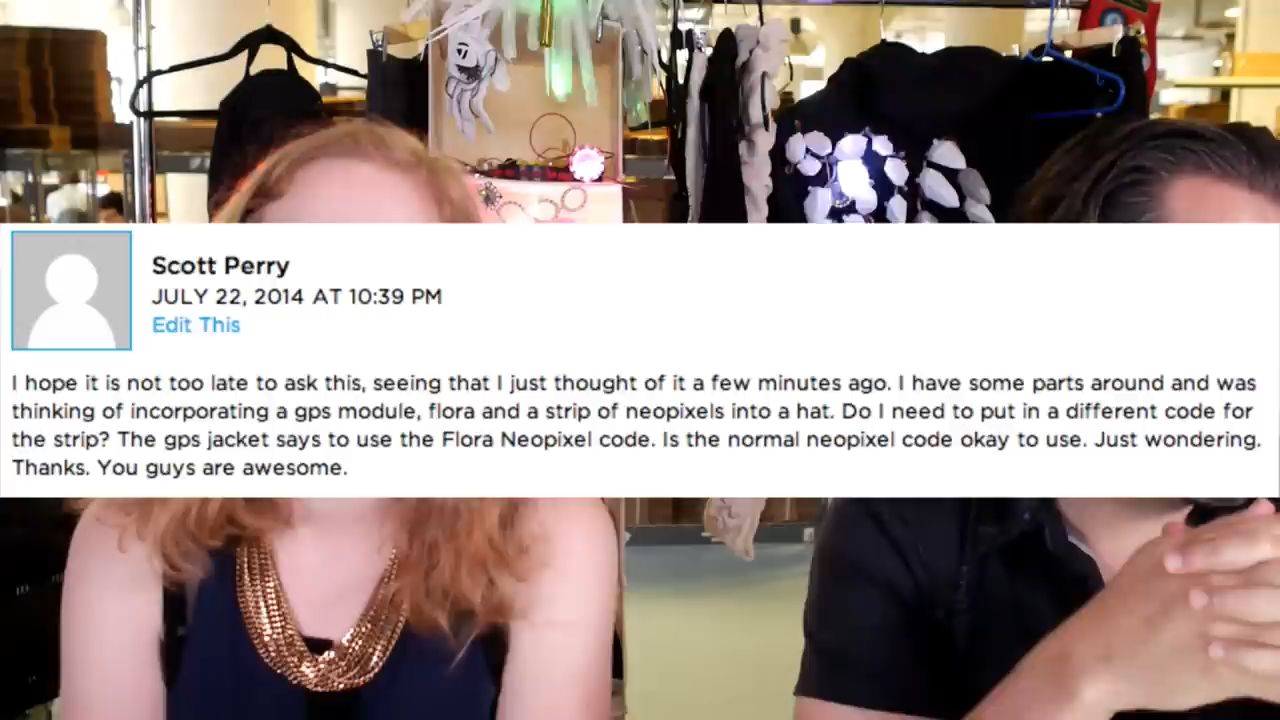 Scott Perry
JULY 22, 2014 AT 10:39 PM
Edit This
I hope it is not too late to ask this, seeing that I just thought of it a few minutes ago. I have some parts around and was
thinking of incorporating a gps module, flora and a strip of neopixels into a hat. Do I need to put in a different code for
the strip? The gps jacket says to use the Flora Neopixel code. Is the normal neopixel code okay to use. Just wondering.
Thanks. You guys are awesome.